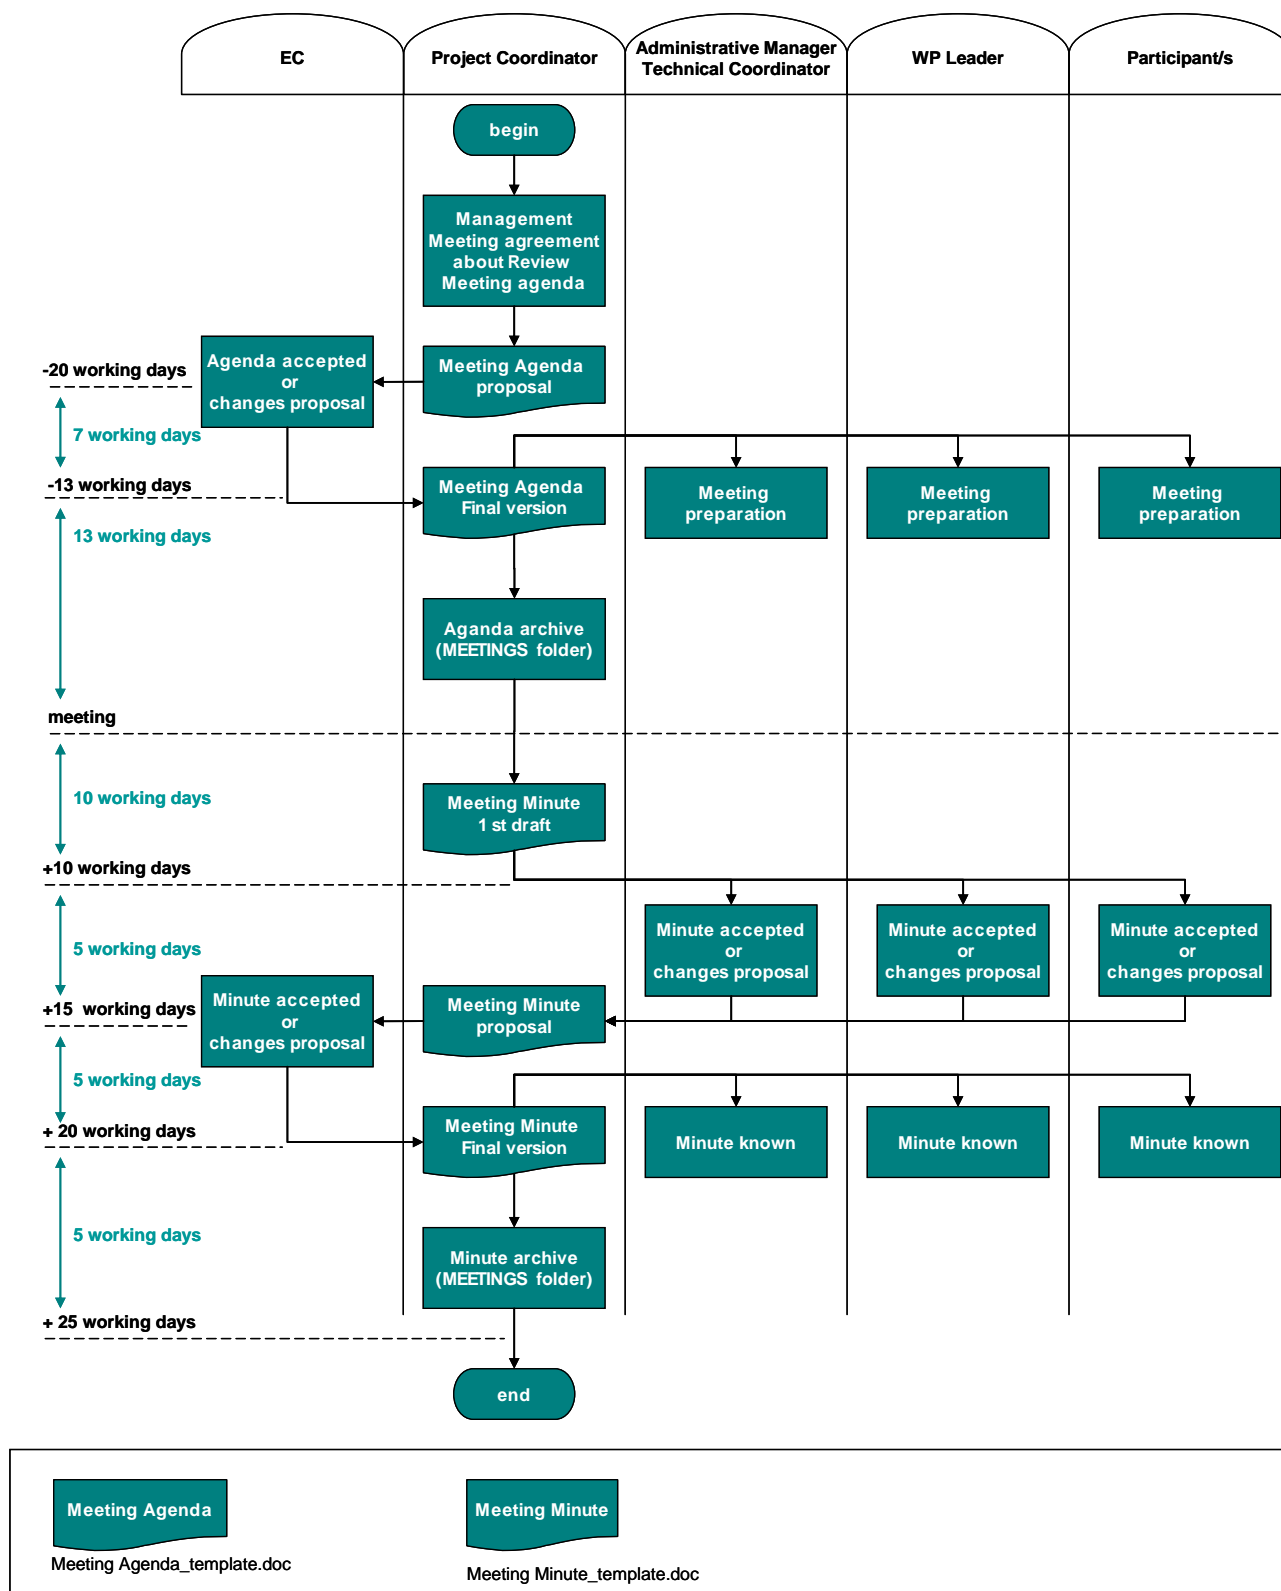 EC
Project Coordinator
Administrative Manager
Technical Coordinator
WP Leader
Participant/s
begin
Management
Meeting agreement
about Review
Meeting agenda
-20 working days
Agenda accepted
or
changes proposal
Meeting Agenda
proposal
7 working days
-13 working days
Meeting Agenda
Final version
Meeting
preparation
Meeting
preparation
Meeting
preparation
13 working days
Aganda archive
(MEETINGS folder)
meeting
10 working days
Meeting Minute
1 st draft
+10 working days
Minute accepted
or
changes proposal
Minute accepted
or
changes proposal
Minute accepted
or
changes proposal
5 working days
+15 working days
Minute accepted
or
changes proposal
Meeting Minute
proposal
5 working days
+ 20 working days
Meeting Minute
Final version
Minute known
Minute known
Minute known
5 working days
Minute archive
(MEETINGS folder)
+ 25 working days
end
Meeting Agenda
Meeting Agenda_template.doc
Meeting Minute
Meeting Minute_template.doc